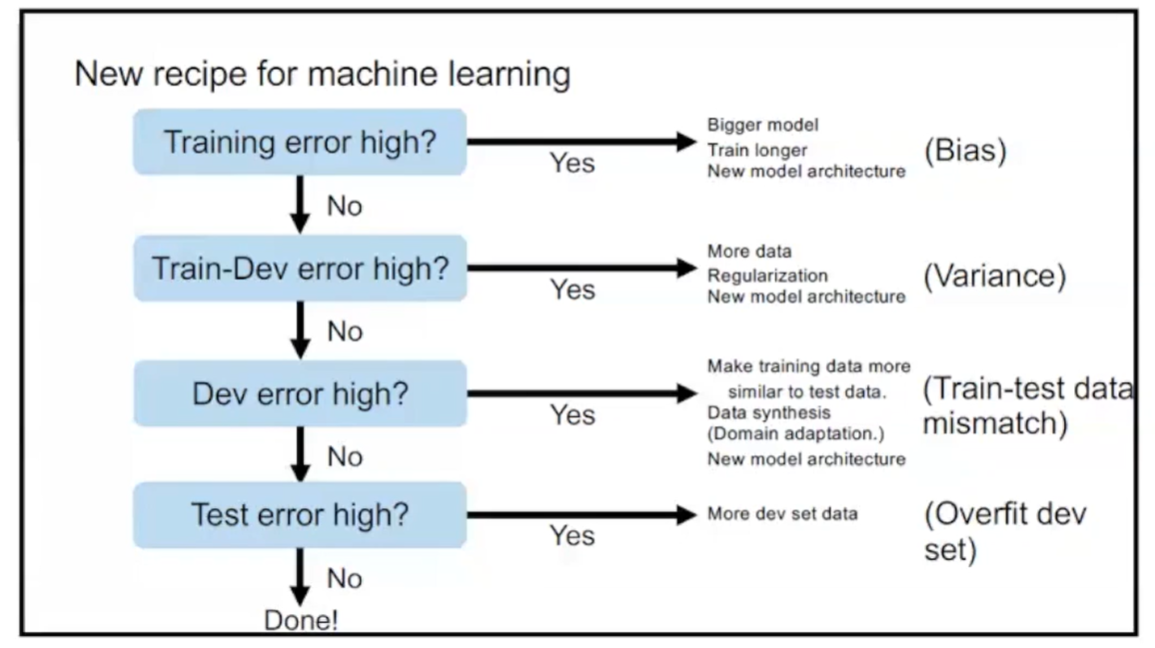 New recipe for machine learning
Training error high?
Yes
Bigger model
Train longer
New model architecture
(Bias)
No
Train-Dev error high?
Yes
More data
Regularization
New model architecture
(Variance)
No
Dev error high?
Yes
Make training data more
similar to test data.
Data synthesis
(Domain adaptation.)
New model architecture
(Train-test data
mismatch)
No
Test error high?
Yes
More dev set data
(Overfit dev
set)
No
Done!